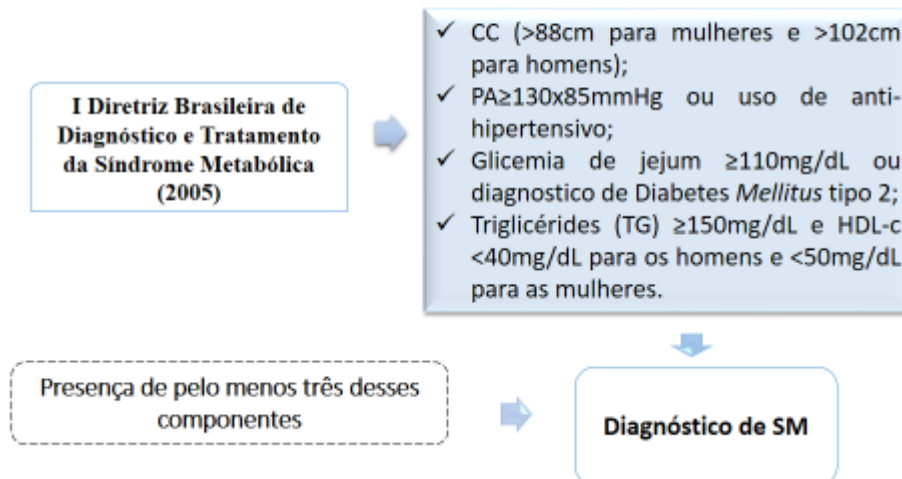 I Diretriz Brasileira de
Diagnóstico e Tratamento
da Síndrome Metabólica
(2005)
✓ CC (>88cm para mulheres e >102cm
para homens);
✓ PA≥130x85mmHg ou uso de anti-
hipertensivo;
✓ Glicemia de jejum ≥110mg/dL ou
diagnostico de Diabetes Mellitus tipo 2;
✓ Triglicérides (TG) ≥150mg/dL e HDL-c
<40mg/dL para os homens e <50mg/dL
para as mulheres.
Presença de pelo menos três desses
componentes
Diagnóstico de SM